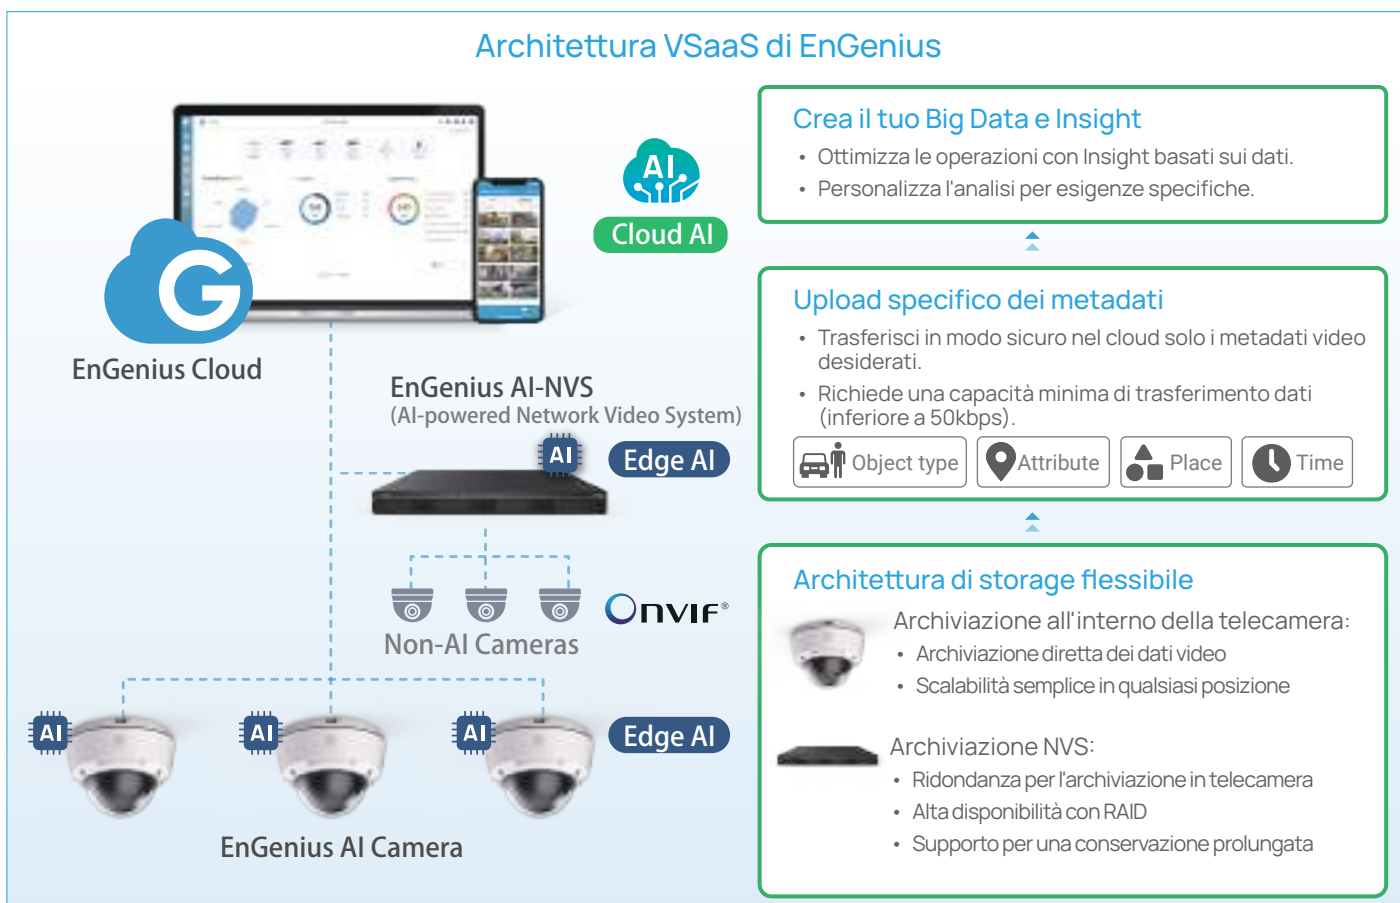 Architettura VSaaS di EnGenius
AI
Cloud AI
G
EnGenius Cloud
EnGenius AI-NVS
(AI-powered Network Video System)
AI
Edge AI
Non-AI Cameras
ONVIF®
AI
AI
AI
Edge AI
EnGenius AI Camera
Crea il tuo Big Data e Insight
• Ottimizza le operazioni con Insight basati sui dati.
• Personalizza l'analisi per esigenze specifiche.
Upload specifico dei metadati
• Trasferisci in modo sicuro nel cloud solo i metadati video
desiderati.
• Richiede una capacità minima di trasferimento dati
(inferiore a 50kbps).
Object type
Attribute
Place
Time
Architettura di storage flessibile
Archiviazione all'interno della telecamera:
• Archiviazione diretta dei dati video
• Scalabilità semplice in qualsiasi posizione
Archiviazione NVS:
• Ridondanza per l'archiviazione in telecamera
• Alta disponibilità con RAID
• Supporto per una conservazione prolungata